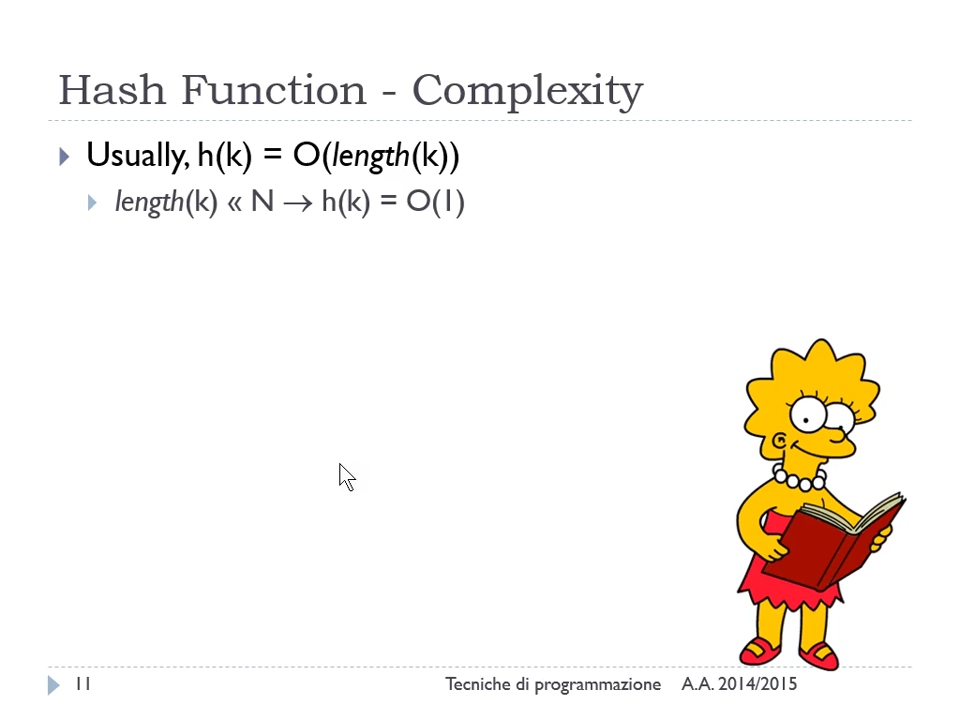 Hash Function - Complexity
Usually, h(k) = O(length(k))
length(k) « N → h(k) = O(1)
11 Tecniche di programmazione A.A. 2014/2015